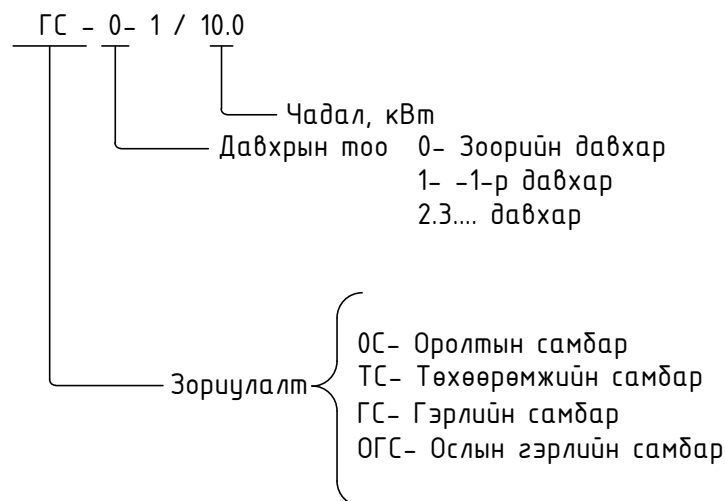 ГС - 0- 1 / 10.0
Чадал, кВт
Давхрын тоо 0- Зоорийн давхар
1- -1-р давхар
2.3.... давхар
ОС- Оролтын самбар
ТС- Төхөөрөмжийн самбар
Зориулалт
ГС- Гэрлийн самбар
ОГС- Ослын гэрлийн самбар